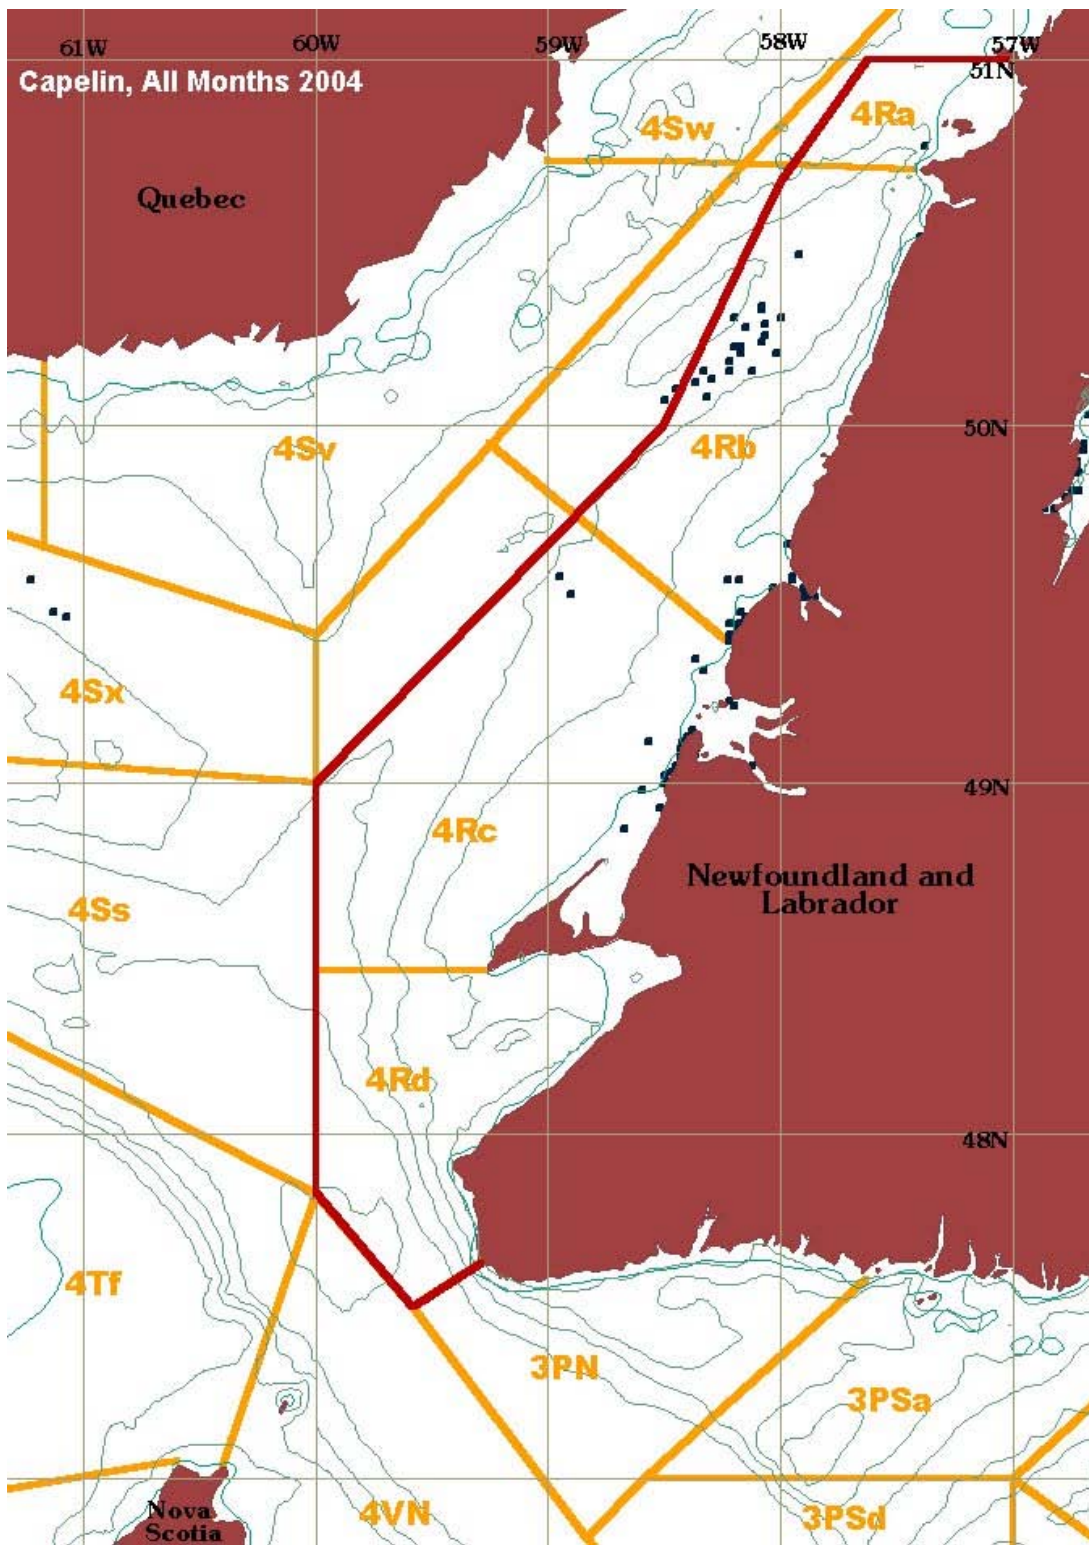 61W
60W
59W
58W
57W
51N
Capelin, All Months 2004
4Ra
4Sw
Quebec
50N
4Rb
4Sv
4Sx
49N
4Rc
Newfoundland and
Labrador
4Ss
4Rd
48N
4Tf
3PN
3PSa
Nova
Scotia
4VN
3PSd